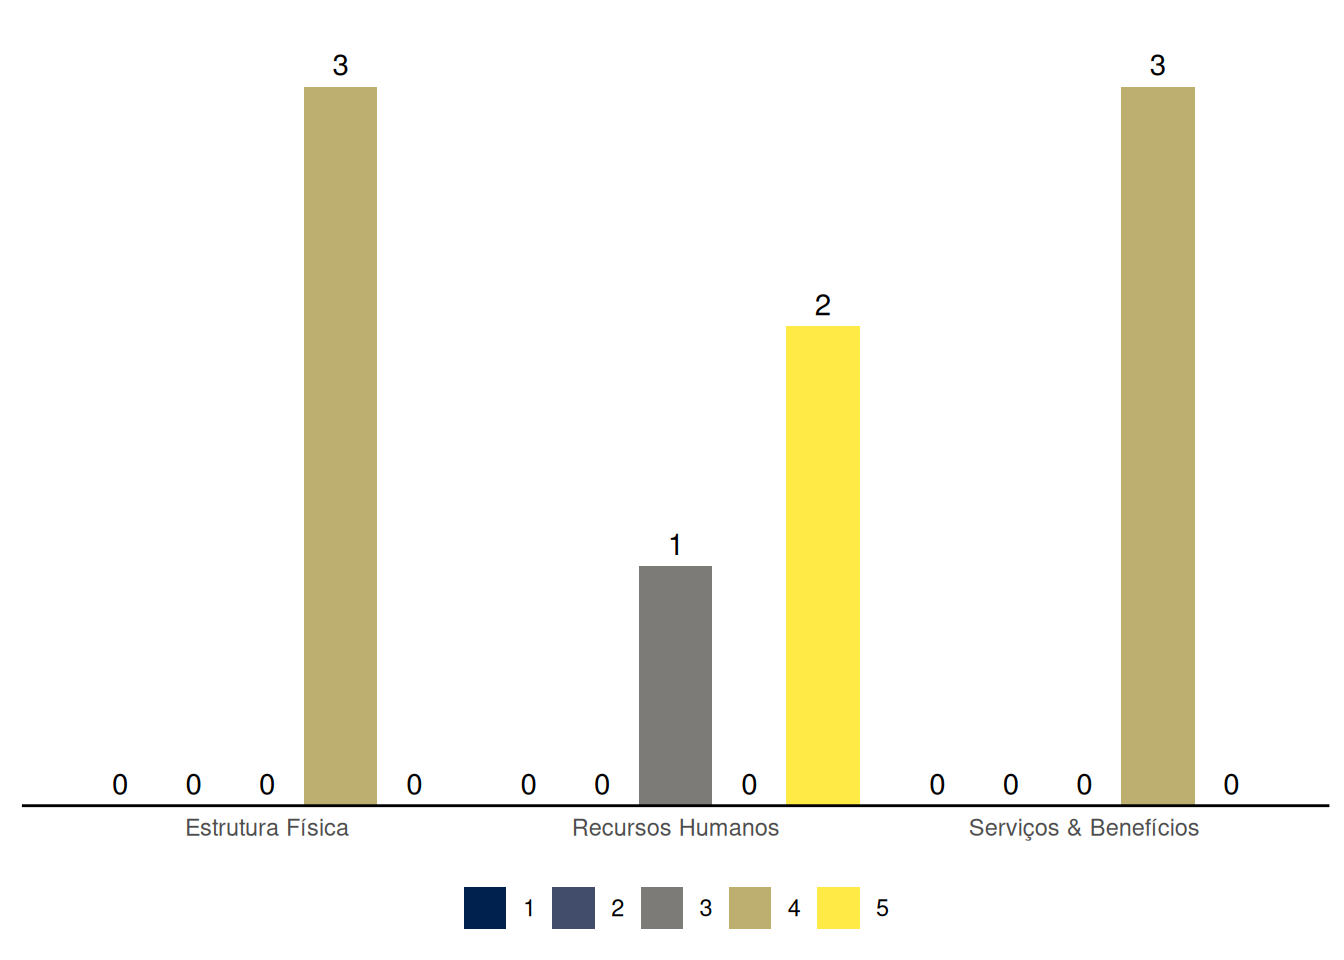 3 3
2
1
0 0 0 0 0 0 0 0 0 0 0
Estrutura Física Recursos Humanos Serviços & Benefícios
1 2 3 4 5